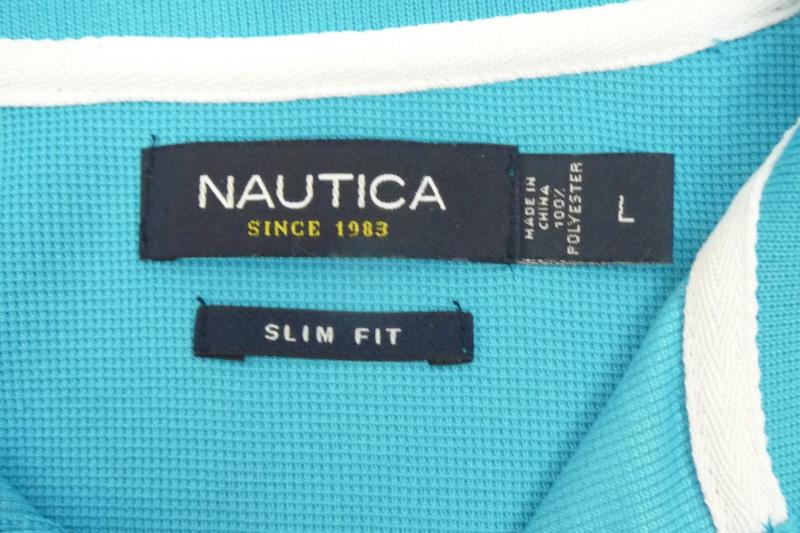 NAUTICA
SINCE 1983
MADE IN
CHINA
100%
POLYESTER
L
SLIM FIT